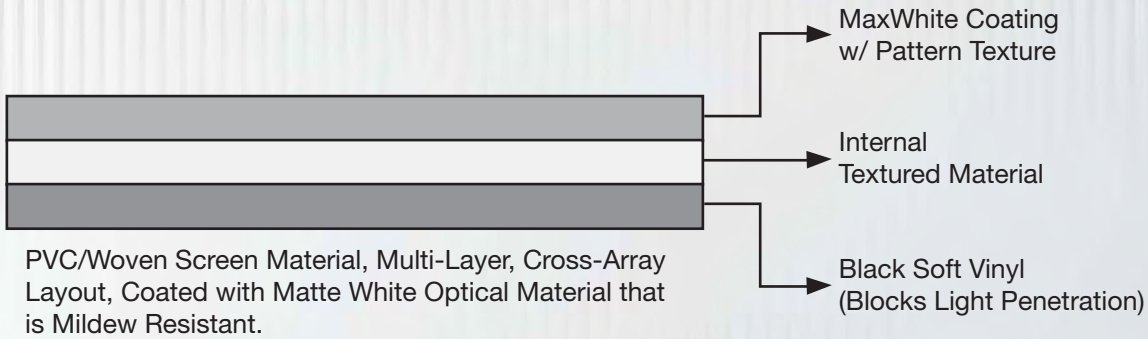 MaxWhite Coating
w/ Pattern Texture
Internal
Textured Material
Black Soft Vinyl
(Blocks Light Penetration)
PVC/Woven Screen Material, Multi-Layer, Cross-Array
Layout, Coated with Matte White Optical Material that
is Mildew Resistant.